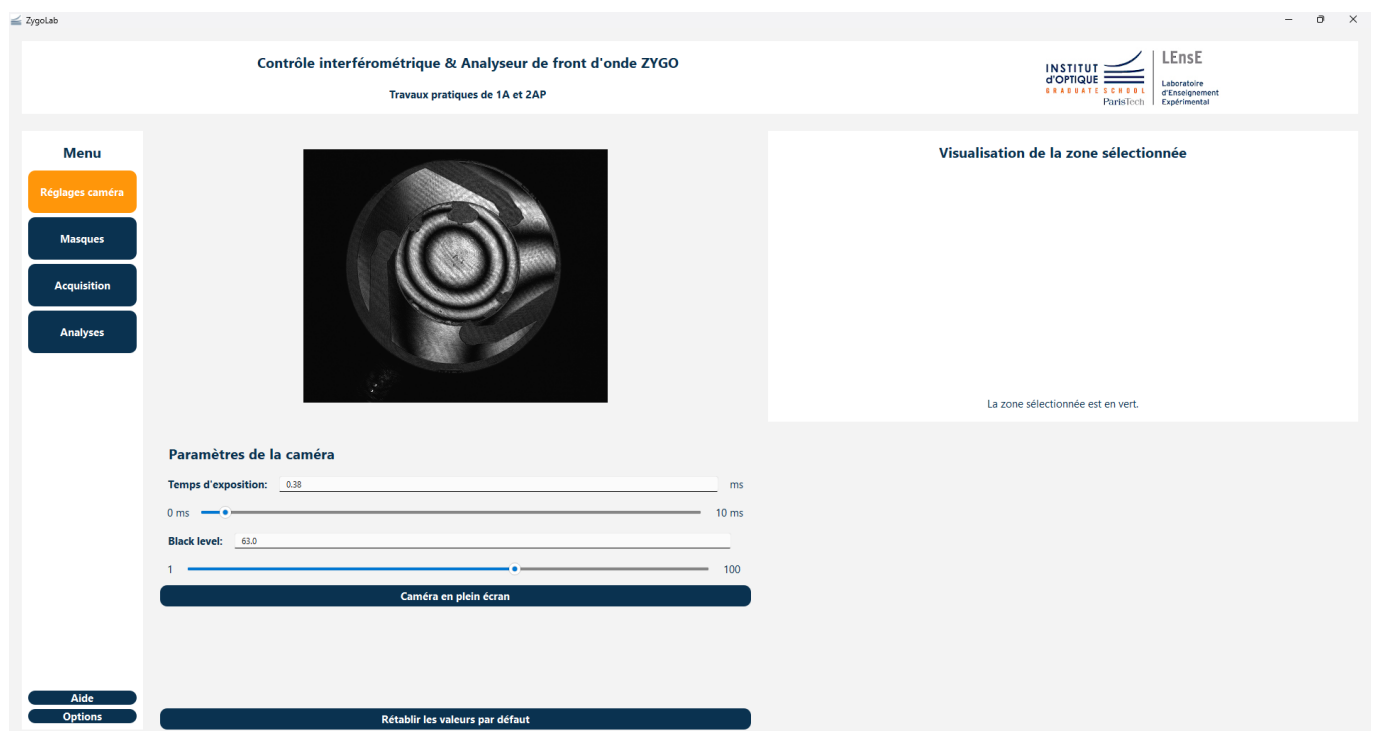 ZygoLab
Contrôle interférométrique & Analyseur de front d'onde ZYGO
Travaux pratiques de 1A et 2AP
INSTITUT
d'OPTIQUE
GRADUATE SCHOOL
ParisTech
LEnsE
Laboratoire
d'Enseignement
Expérimental
Menu
Réglages caméra
Masques
Acquisition
Analyses
Aide
Options
Paramètres de la caméra
Temps d'exposition: 0.38 ms
0 ms 10 ms
Black level: 63.0
1 100
Caméra en plein écran
Rétablir les valeurs par défaut
Visualisation de la zone sélectionnée
La zone sélectionnée est en vert.